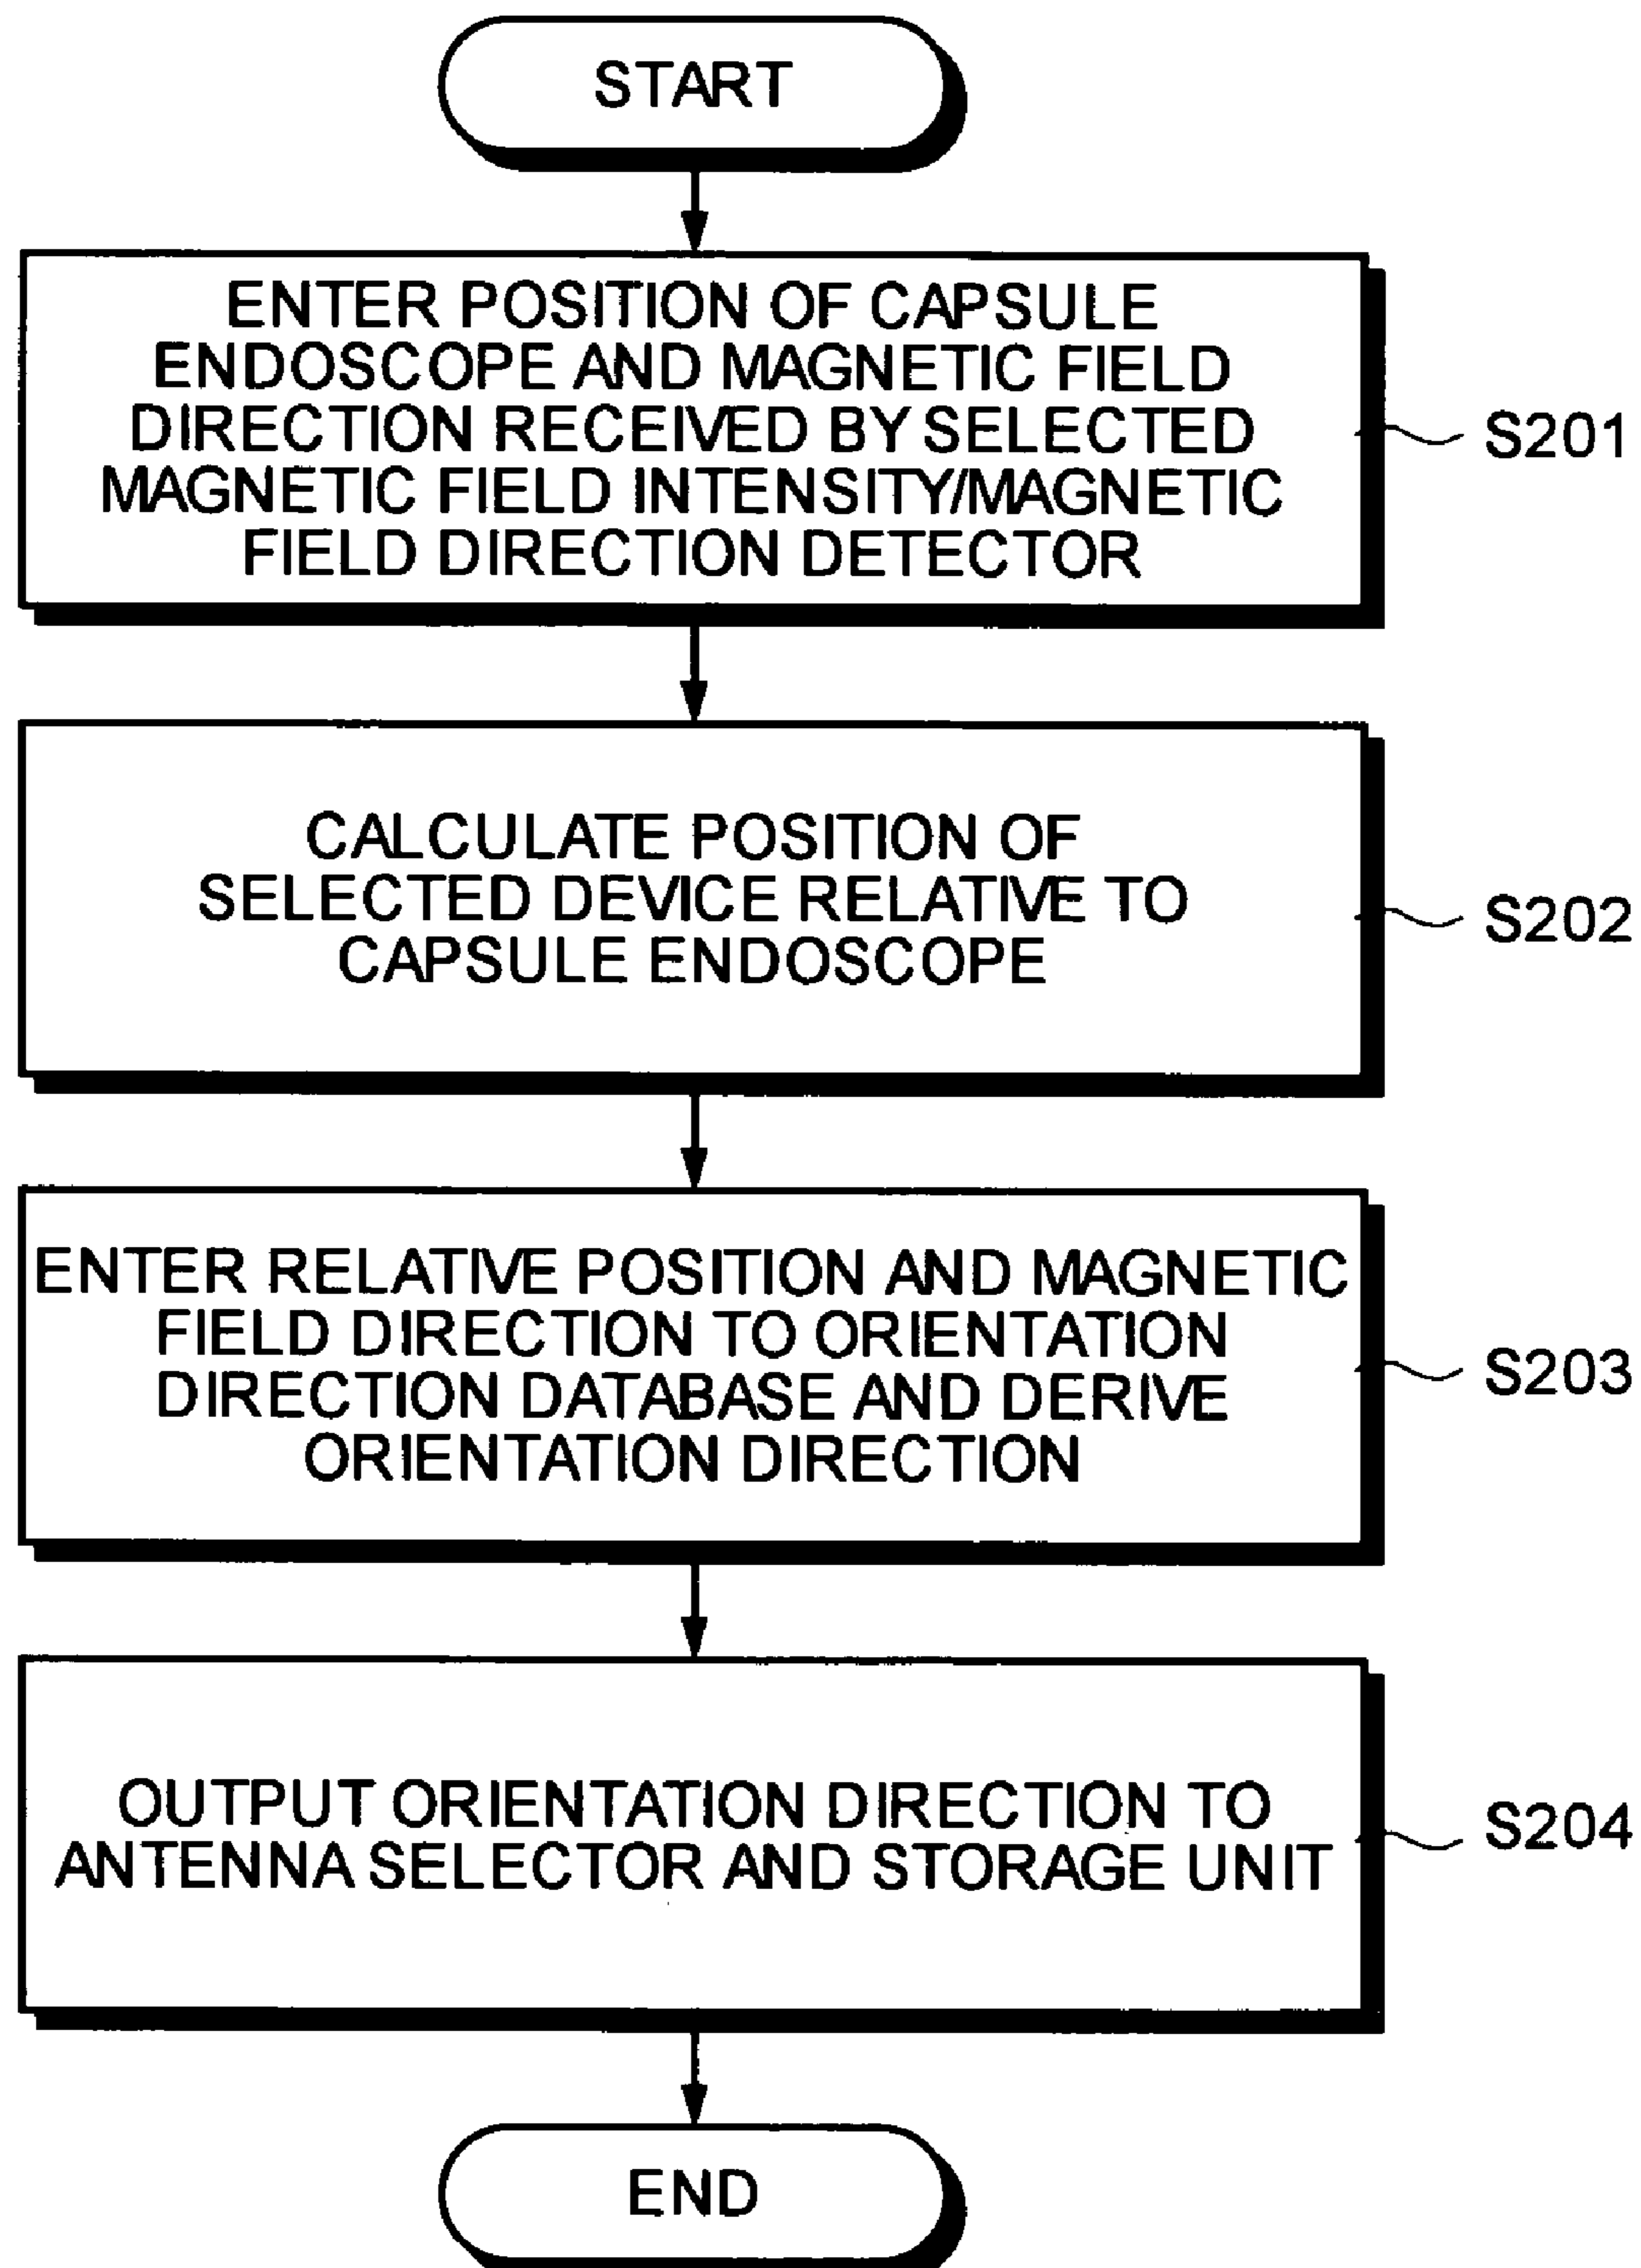 START
ENTER POSITION OF CAPSULE
ENDOSCOPE AND MAGNETIC FIELD
DIRECTION RECEIVED BY SELECTED
MAGNETIC FIELD INTENSITY/MAGNETIC
FIELD DIRECTION DETECTOR
S201
CALCULATE POSITION OF
SELECTED DEVICE RELATIVE TO
CAPSULE ENDOSCOPE
S202
ENTER RELATIVE POSITION AND MAGNETIC
FIELD DIRECTION TO ORIENTATION
DIRECTION DATABASE AND DERIVE
ORIENTATION DIRECTION
S203
OUTPUT ORIENTATION DIRECTION TO
ANTENNA SELECTOR AND STORAGE UNIT
S204
END